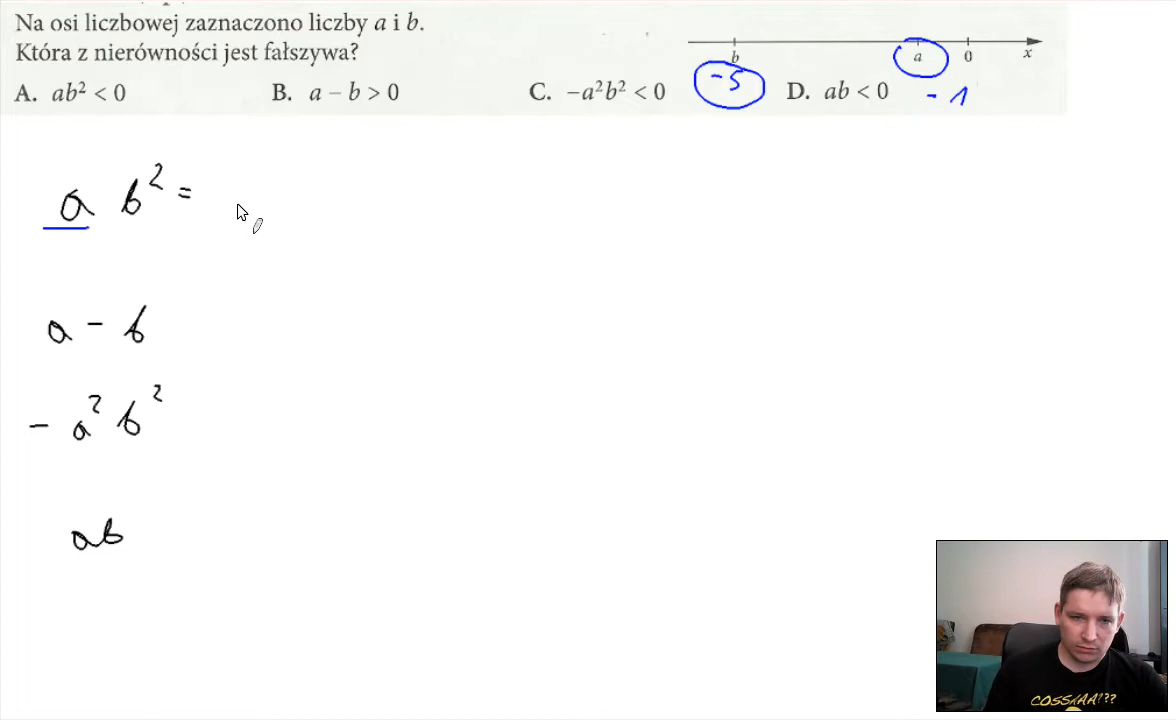 Na osi liczbowej zaznaczono liczby a i b.
Która z nierówności jest fałszywa?
b a 0 x
A. ab² < 0 B. a – b > 0 C. –a²b² < 0 D. ab < 0
-5
-1
a b² =
a - b
- a² b²
ab
COSSAAA???